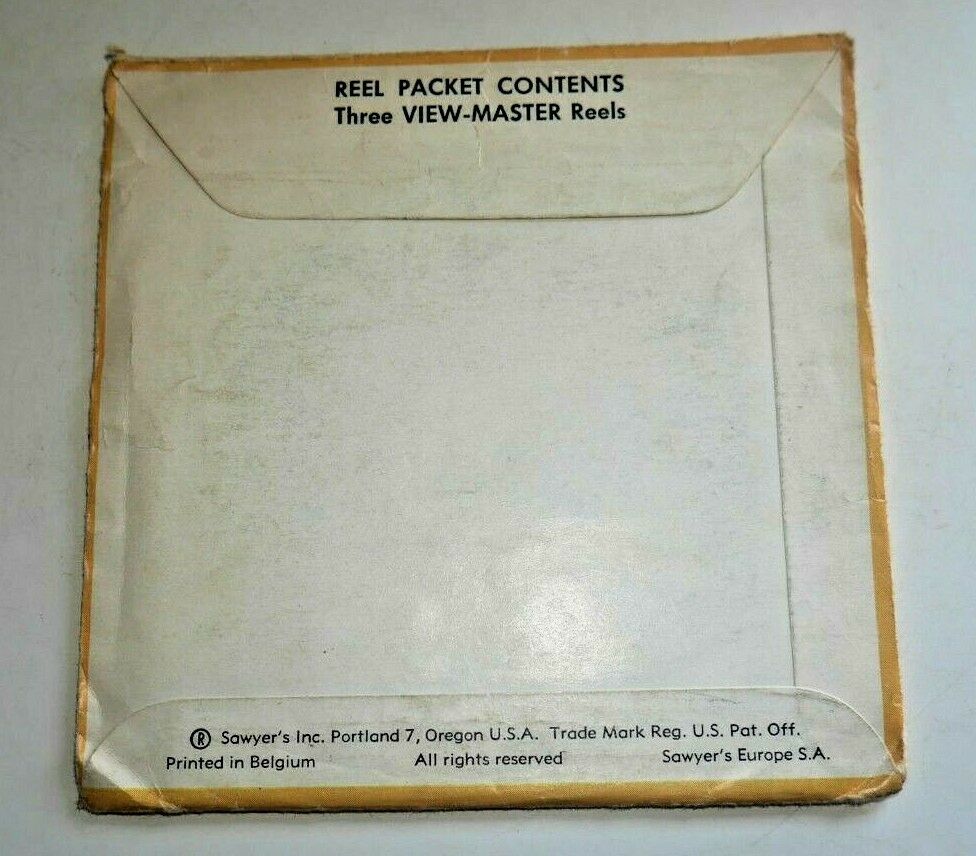 REEL PACKET CONTENTS
Three VIEW-MASTER Reels
® Sawyer's Inc. Portland 7, Oregon U.S.A. Trade Mark Reg. U.S. Pat. Off.
Printed in Belgium All rights reserved Sawyer's Europe S.A.